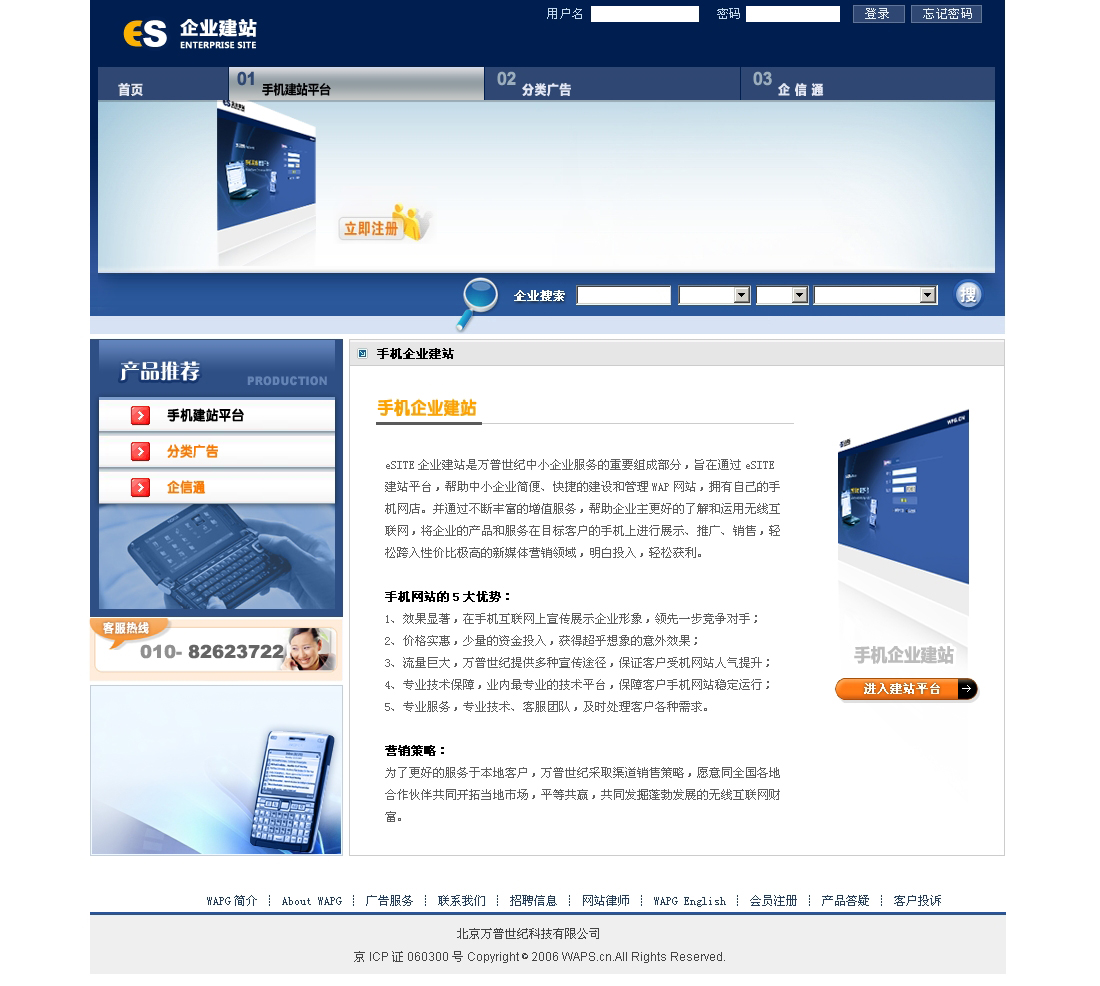 用户名 密码 登录 忘记密码
ES 企业建站
ENTERPRISE SITE
首页 01 手机建站平台 02 分类广告 03 企信通
立即注册
企业搜索 搜
产品推荐 PRODUCTION
手机建站平台
分类广告
企信通
客服热线
010- 82623722
手机企业建站
手机企业建站
eSITE 企业建站是万普世纪中小企业服务的重要组成部分，旨在通过 eSITE
建站平台，帮助中小企业简便、快捷的建设和管理 WAP 网站，拥有自己的手
机网店。并通过不断丰富的增值服务，帮助企业主更好的了解和运用无线互
联网，将企业的产品和服务在目标客户的手机上进行展示、推广、销售，轻
松跨入性价比极高的新媒体营销领域，明白投入，轻松获利。
手机网站的 5 大优势：
1、效果显著，在手机互联网上宣传展示企业形象，领先一步竞争对手；
2、价格实惠，少量的资金投入，获得超乎想象的意外效果；
3、流量巨大，万普世纪提供多种宣传途径，保证客户受机网站人气提升；
4、专业技术保障，业内最专业的技术平台，保障客户手机网站稳定运行；
5、专业服务，专业技术、客服团队，及时处理客户各种需求。
营销策略：
为了更好的服务于本地客户，万普世纪采取渠道销售策略，愿意同全国各地
合作伙伴共同开拓当地市场，平等共赢，共同发掘蓬勃发展的无线互联网财
富。
WAPG.CN
手机企业建站
进入建站平台
WAPG 简介 ┊ About WAPG ┊ 广告服务 ┊ 联系我们 ┊ 招聘信息 ┊ 网站律师 ┊ WAPG English ┊ 会员注册 ┊ 产品答疑 ┊ 客户投诉
北京万普世纪科技有限公司
京 ICP 证 060300 号 Copyright © 2006 WAPS.cn.All Rights Reserved.